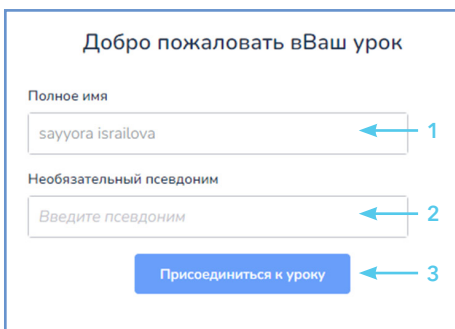 Добро пожаловать вВаш урок
Полное имя
sayyora israilova
1
Необязательный псевдоним
Введите псевдоним
2
Присоединиться к уроку
3